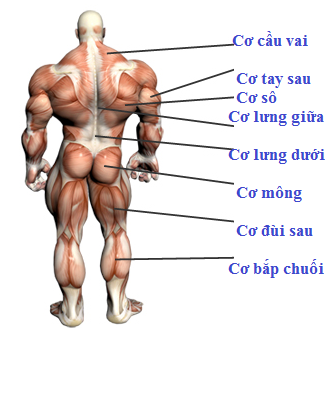 Cơ cầu vai
Cơ tay sau
Cơ sô
Cơ lưng giữa
Cơ lưng dưới
Cơ mông
Cơ đùi sau
Cơ bắp chuối